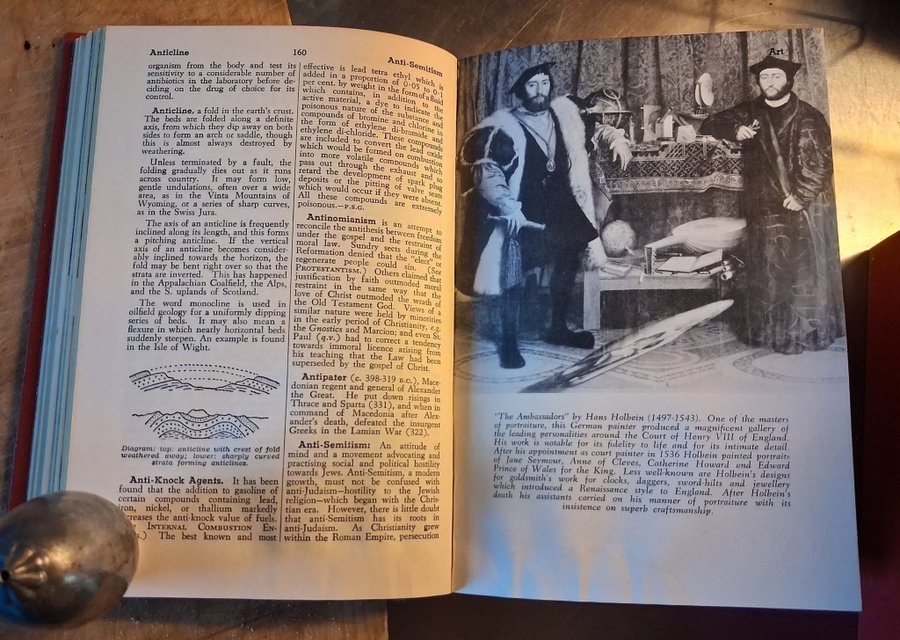 Anticline
160
Anti-Semitism
organism from the body and test its
sensitivity to a considerable number of
antibiotics in the laboratory before de-
ciding on the drug of choice for its
control.
Anticline, a fold in the earth's crust.
The beds are folded along a definite
axis, from which they dip away on both
sides to form an arch or saddle, though
this is almost always destroyed by
weathering.
Unless terminated by a fault, the
folding gradually dies out as it runs
across country. It may form low,
gentle undulations, often over a wide
area, as in the Vinta Mountains of
Wyoming, or a series of sharp curves,
as in the Swiss Jura.
The axis of an anticline is frequently
inclined along its length, and this forms
a pitching anticline. If the vertical
axis of an anticline becomes consider-
ably inclined towards the horizon, the
fold may be bent right over so that the
strata are inverted. This has happened
in the Appalachian Coalfield, the Alps,
and the S. uplands of Scotland.
The word monocline is used in
oilfield geology for a uniformly dipping
series of beds. It may also mean a
flexure in which nearly horizontal beds
suddenly steepen. An example is found
in the Isle of Wight.
Diagram: top: anticline with crest of fold
weathered away; lower: sharply curved
strata forming anticlines.
Anti-Knock Agents. It has been
found that the addition to gasoline of
certain compounds containing lead,
iron, nickel, or thallium markedly
creases the anti-knock value of fuels.
INTERNAL COMBUSTION EN-
.) The best known and most
effective is lead tetra ethyl which is
added in a proportion of 0·05 to 0·1
per cent. by weight in the form of a fluid
which contains, in addition to the
active material, a dye to indicate the
poisonous nature of the substance and
compounds of bromine and chlorine in
the form of ethylene di-bromide and
ethylene di-chloride. These compounds
are included to convert the lead oxide
which would be formed on combustion
into more volatile compounds which
pass out through the exhaust and so
retard the development of spark plug
deposits or the pitting of valve seats
which would occur if they were absent.
All these compounds are extremely
poisonous.—P.S.G.
Antinomianism is an attempt to
reconcile the antithesis between freedom
under the gospel and the restraint of
moral law. Sundry sects during the
Reformation denied that the "elect" or
regenerate people could sin. (See
PROTESTANTISM.) Others claimed that
justification by faith outmoded moral
restraint in the same way that the
love of Christ outmoded the wrath of
the Old Testament God. Views of a
similar nature were held by minorities
in the early period of Christianity, e.g.
the Gnostics and Marcion; and even St.
Paul (q.v.) had to correct a tendency
towards immoral licence arising from
his teaching that the Law had been
superseded by the gospel of Christ.
Antipater (c. 398-319 B.C.), Mace-
donian regent and general of Alexander
the Great. He put down risings in
Thrace and Sparta (331), and when in
command of Macedonia after Alex-
ander's death, defeated the insurgent
Greeks in the Lamian War (322).
Anti-Semitism: An attitude of
mind and a movement advocating and
practising social and political hostility
towards Jews. Anti-Semitism, a modern
growth, must not be confused with
anti-Judaism—hostility to the Jewish
religion—which began with the Chris-
tian era. However, there is little doubt
that anti-Semitism has its roots in
anti-Judaism. As Christianity grew
within the Roman Empire, persecution
Art
"The Ambassadors" by Hans Holbein (1497-1543). One of the masters
of portraiture, this German painter produced a magnificent gallery of
the leading personalities around the Court of Henry VIII of England.
His work is notable for its fidelity to life and for its intimate detail.
After his appointment as court painter in 1536 Holbein painted portraits
of Jane Seymour, Anne of Cleves, Catherine Howard and Edward
Prince of Wales for the King. Less well-known are Holbein's designs
for goldsmith's work for clocks, daggers, sword-hilts and jewellery
which introduced a Renaissance style to England. After Holbein's
death his assistants carried on his manner of portraiture with its
insistence on superb craftsmanship.